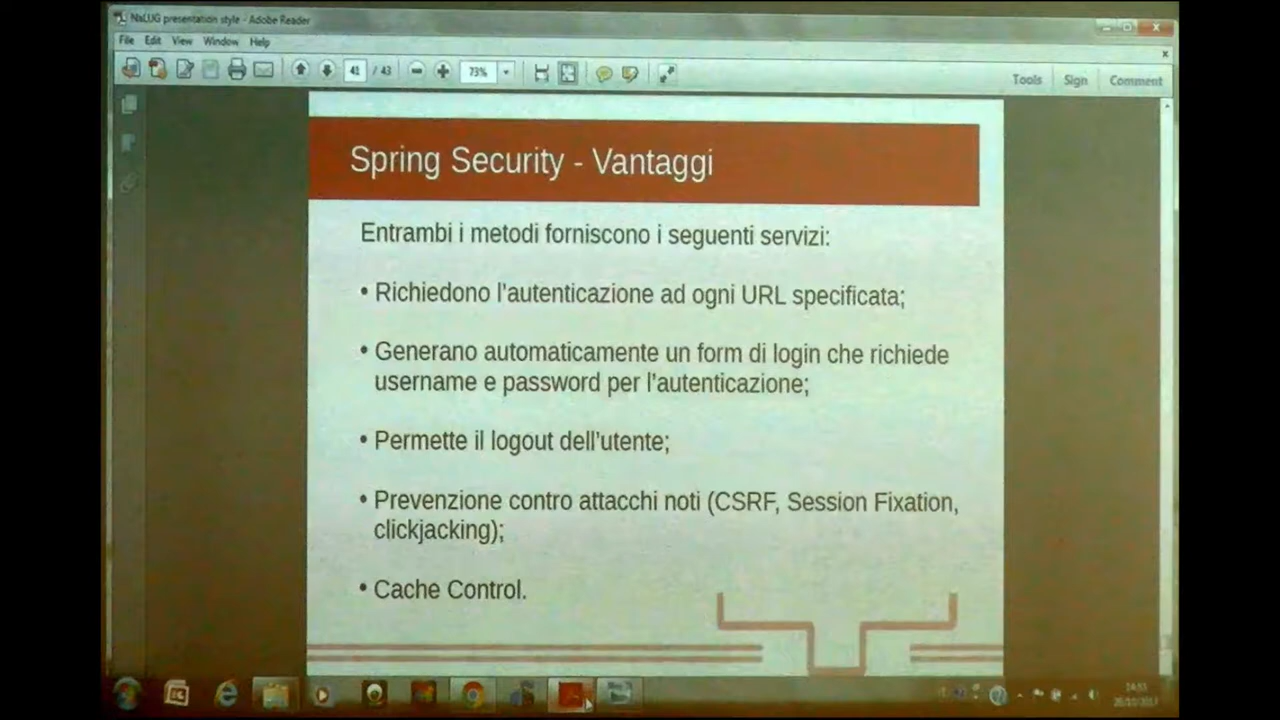 NaLUG presentation style - Adobe Reader
File Edit View Window Help
41 / 43
73%
Tools Sign Comment
Spring Security - Vantaggi
Entrambi i metodi forniscono i seguenti servizi:
• Richiedono l'autenticazione ad ogni URL specificata;
• Generano automaticamente un form di login che richiede
username e password per l'autenticazione;
• Permette il logout dell'utente;
• Prevenzione contro attacchi noti (CSRF, Session Fixation,
clickjacking);
• Cache Control.